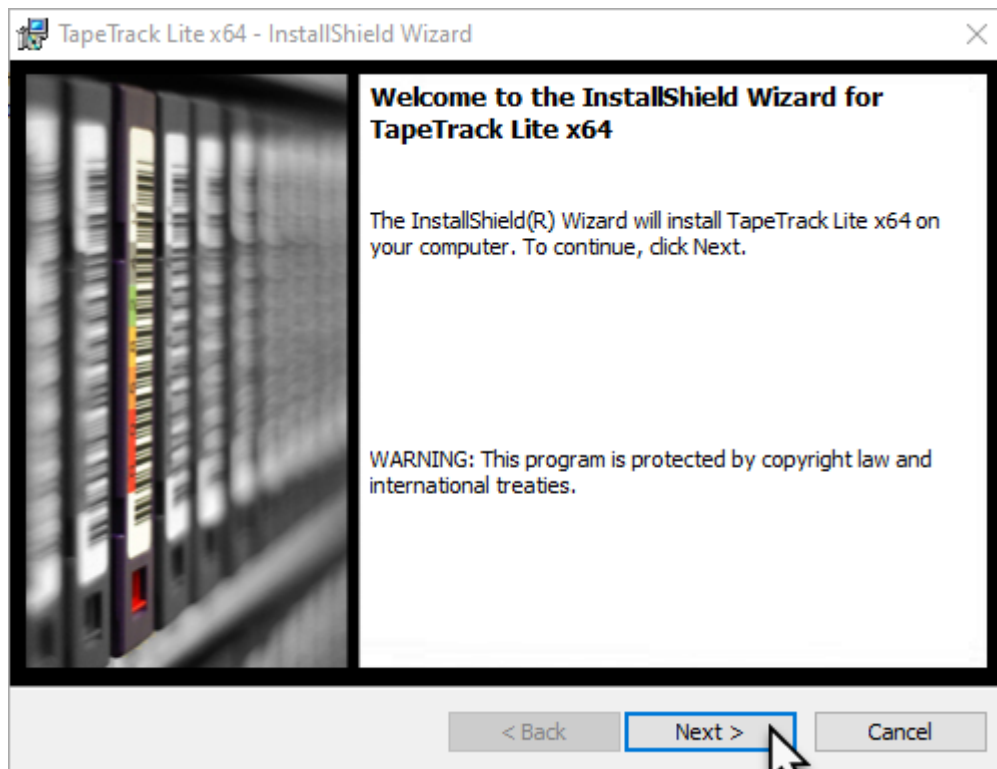 TapeTrack Lite x64 - InstallShield Wizard
Welcome to the InstallShield Wizard for
TapeTrack Lite x64
The InstallShield(R) Wizard will install TapeTrack Lite x64 on
your computer. To continue, click Next.
WARNING: This program is protected by copyright law and
international treaties.
< Back
Next >
Cancel